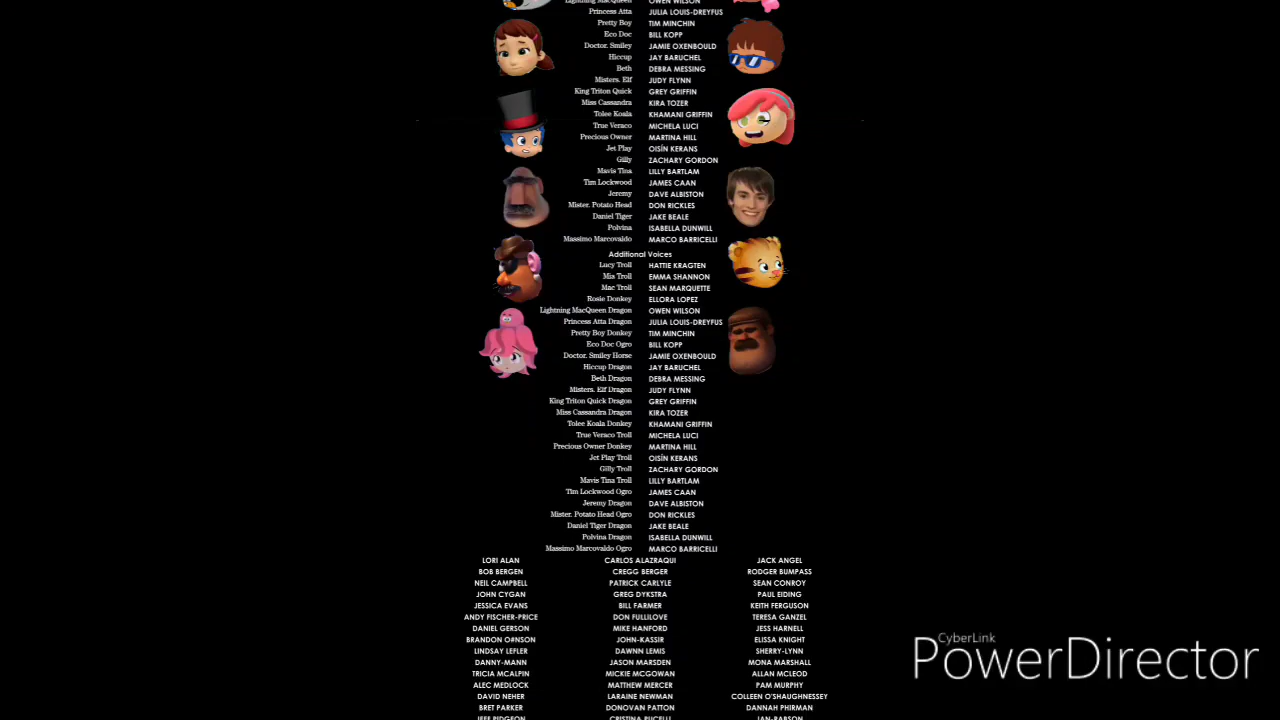 Lightning MacQueen OWEN WILSON
Princess Atta JULIA LOUIS-DREYFUS
Pretty Boy TIM MINCHIN
Eco Doc BILL KOPP
Doctor. Smiley JAMIE OXENBOULD
Hiccup JAY BARUCHEL
Beth DEBRA MESSING
Misters. Elf JUDY FLYNN
King Triton Quick GREY GRIFFIN
Miss Cassandra KIRA TOZER
Tolee Koala KHAMANI GRIFFIN
True Veraco MICHELA LUCI
Precious Owner MARTINA HILL
Jet Play OISÍN KERANS
Gilly ZACHARY GORDON
Mavis Tina LILLY BARTLAM
Tim Lockwood JAMES CAAN
Jeremy DAVE ALBISTON
Mister. Potato Head DON RICKLES
Daniel Tiger JAKE BEALE
Polvina ISABELLA DUNWILL
Massimo Marcovaldo MARCO BARRICELLI
Additional Voices
Lucy Troll HATTIE KRAGTEN
Mia Troll EMMA SHANNON
Mac Troll SEAN MARQUETTE
Rosie Donkey ELLORA LOPEZ
Lightning MacQueen Dragon OWEN WILSON
Princess Atta Dragon JULIA LOUIS-DREYFUS
Pretty Boy Donkey TIM MINCHIN
Eco Doc Ogro BILL KOPP
Doctor. Smiley Horse JAMIE OXENBOULD
Hiccup Dragon JAY BARUCHEL
Beth Dragon DEBRA MESSING
Misters. Elf Dragon JUDY FLYNN
King Triton Quick Dragon GREY GRIFFIN
Miss Cassandra Dragon KIRA TOZER
Tolee Koala Donkey KHAMANI GRIFFIN
True Veraco Troll MICHELA LUCI
Precious Owner Donkey MARTINA HILL
Jet Play Troll OISÍN KERANS
Gilly Troll ZACHARY GORDON
Mavis Tina Troll LILLY BARTLAM
Tim Lockwood Ogro JAMES CAAN
Jeremy Dragon DAVE ALBISTON
Mister. Potato Head Ogro DON RICKLES
Daniel Tiger Dragon JAKE BEALE
Polvina Dragon ISABELLA DUNWILL
Massimo Marcovaldo Ogro MARCO BARRICELLI
LORI ALAN CARLOS ALAZRAQUI JACK ANGEL
BOB BERGEN CREGG BERGER RODGER BUMPASS
NEIL CAMPBELL PATRICK CARLYLE SEAN CONROY
JOHN CYGAN GREG DYKSTRA PAUL EIDING
JESSICA EVANS BILL FARMER KEITH FERGUSON
ANDY FISCHER-PRICE DON FULLILOVE TERESA GANZEL
DANIEL GERSON MIKE HANFORD JESS HARNELL
BRANDON O#NSON JOHN-KASSIR ELISSA KNIGHT
LINDSAY LEFLER DAWNN LEMIS SHERRY-LYNN
DANNY-MANN JASON MARSDEN MONA MARSHALL
TRICIA MCALPIN MICKIE MCGOWAN ALLAN MCLEOD
ALEC MEDLOCK MATTHEW MERCER PAM MURPHY
DAVID NEHER LARAINE NEWMAN COLLEEN O'SHAUGHNESSEY
BRET PARKER DONOVAN PATTON DANNAH PHIRMAN
JEFF PIDGEON CRISTINA PUCELLI JAN-RABSON
CyberLink
PowerDirector